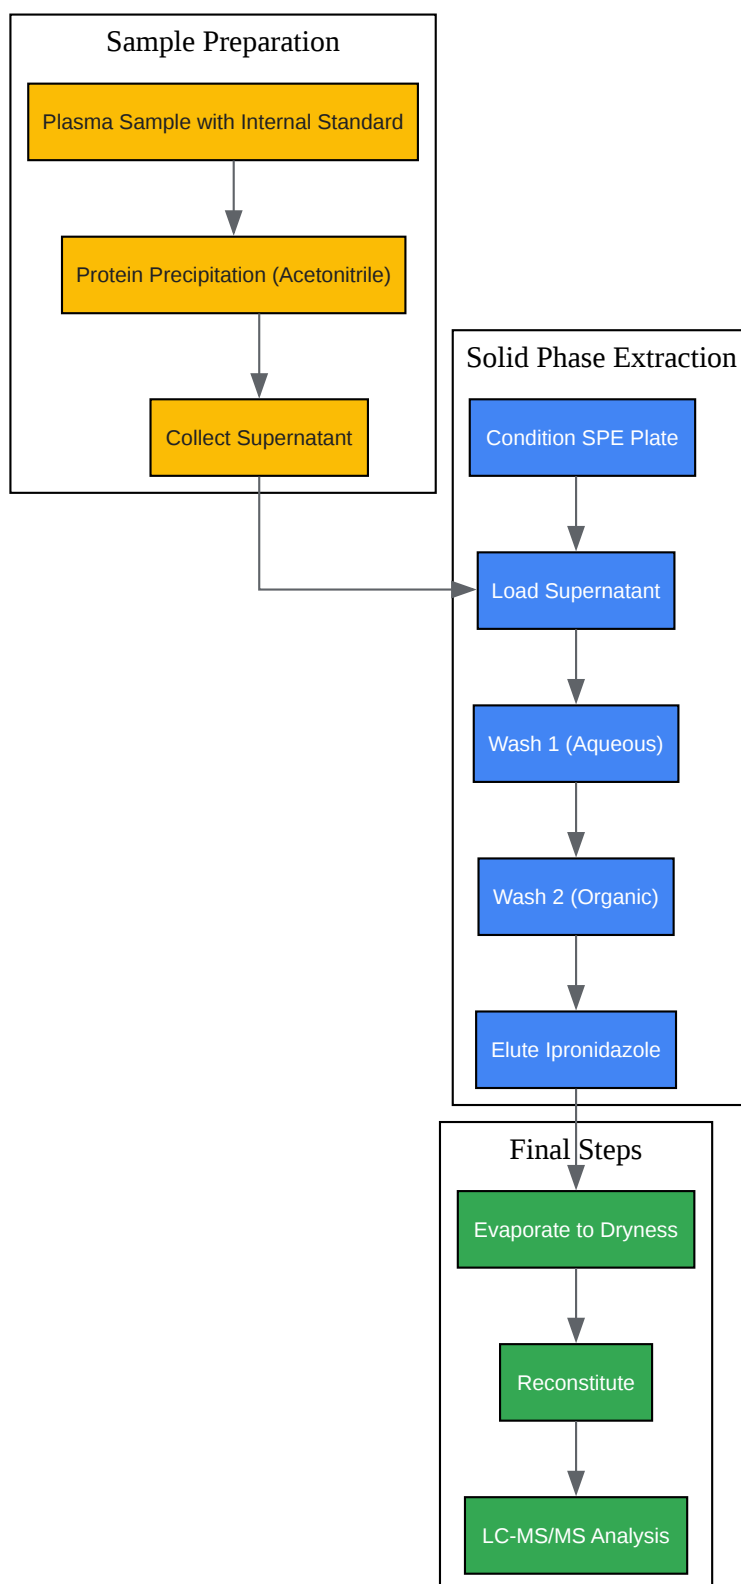 Sample Preparation
Plasma Sample with Internal Standard
Protein Precipitation (Acetonitrile)
Collect Supernatant
Solid Phase Extraction
Condition SPE Plate
Load Supernatant
Wash 1 (Aqueous)
Wash 2 (Organic)
Elute Ipronidazole
Final Steps
Evaporate to Dryness
Reconstitute
LC-MS/MS Analysis